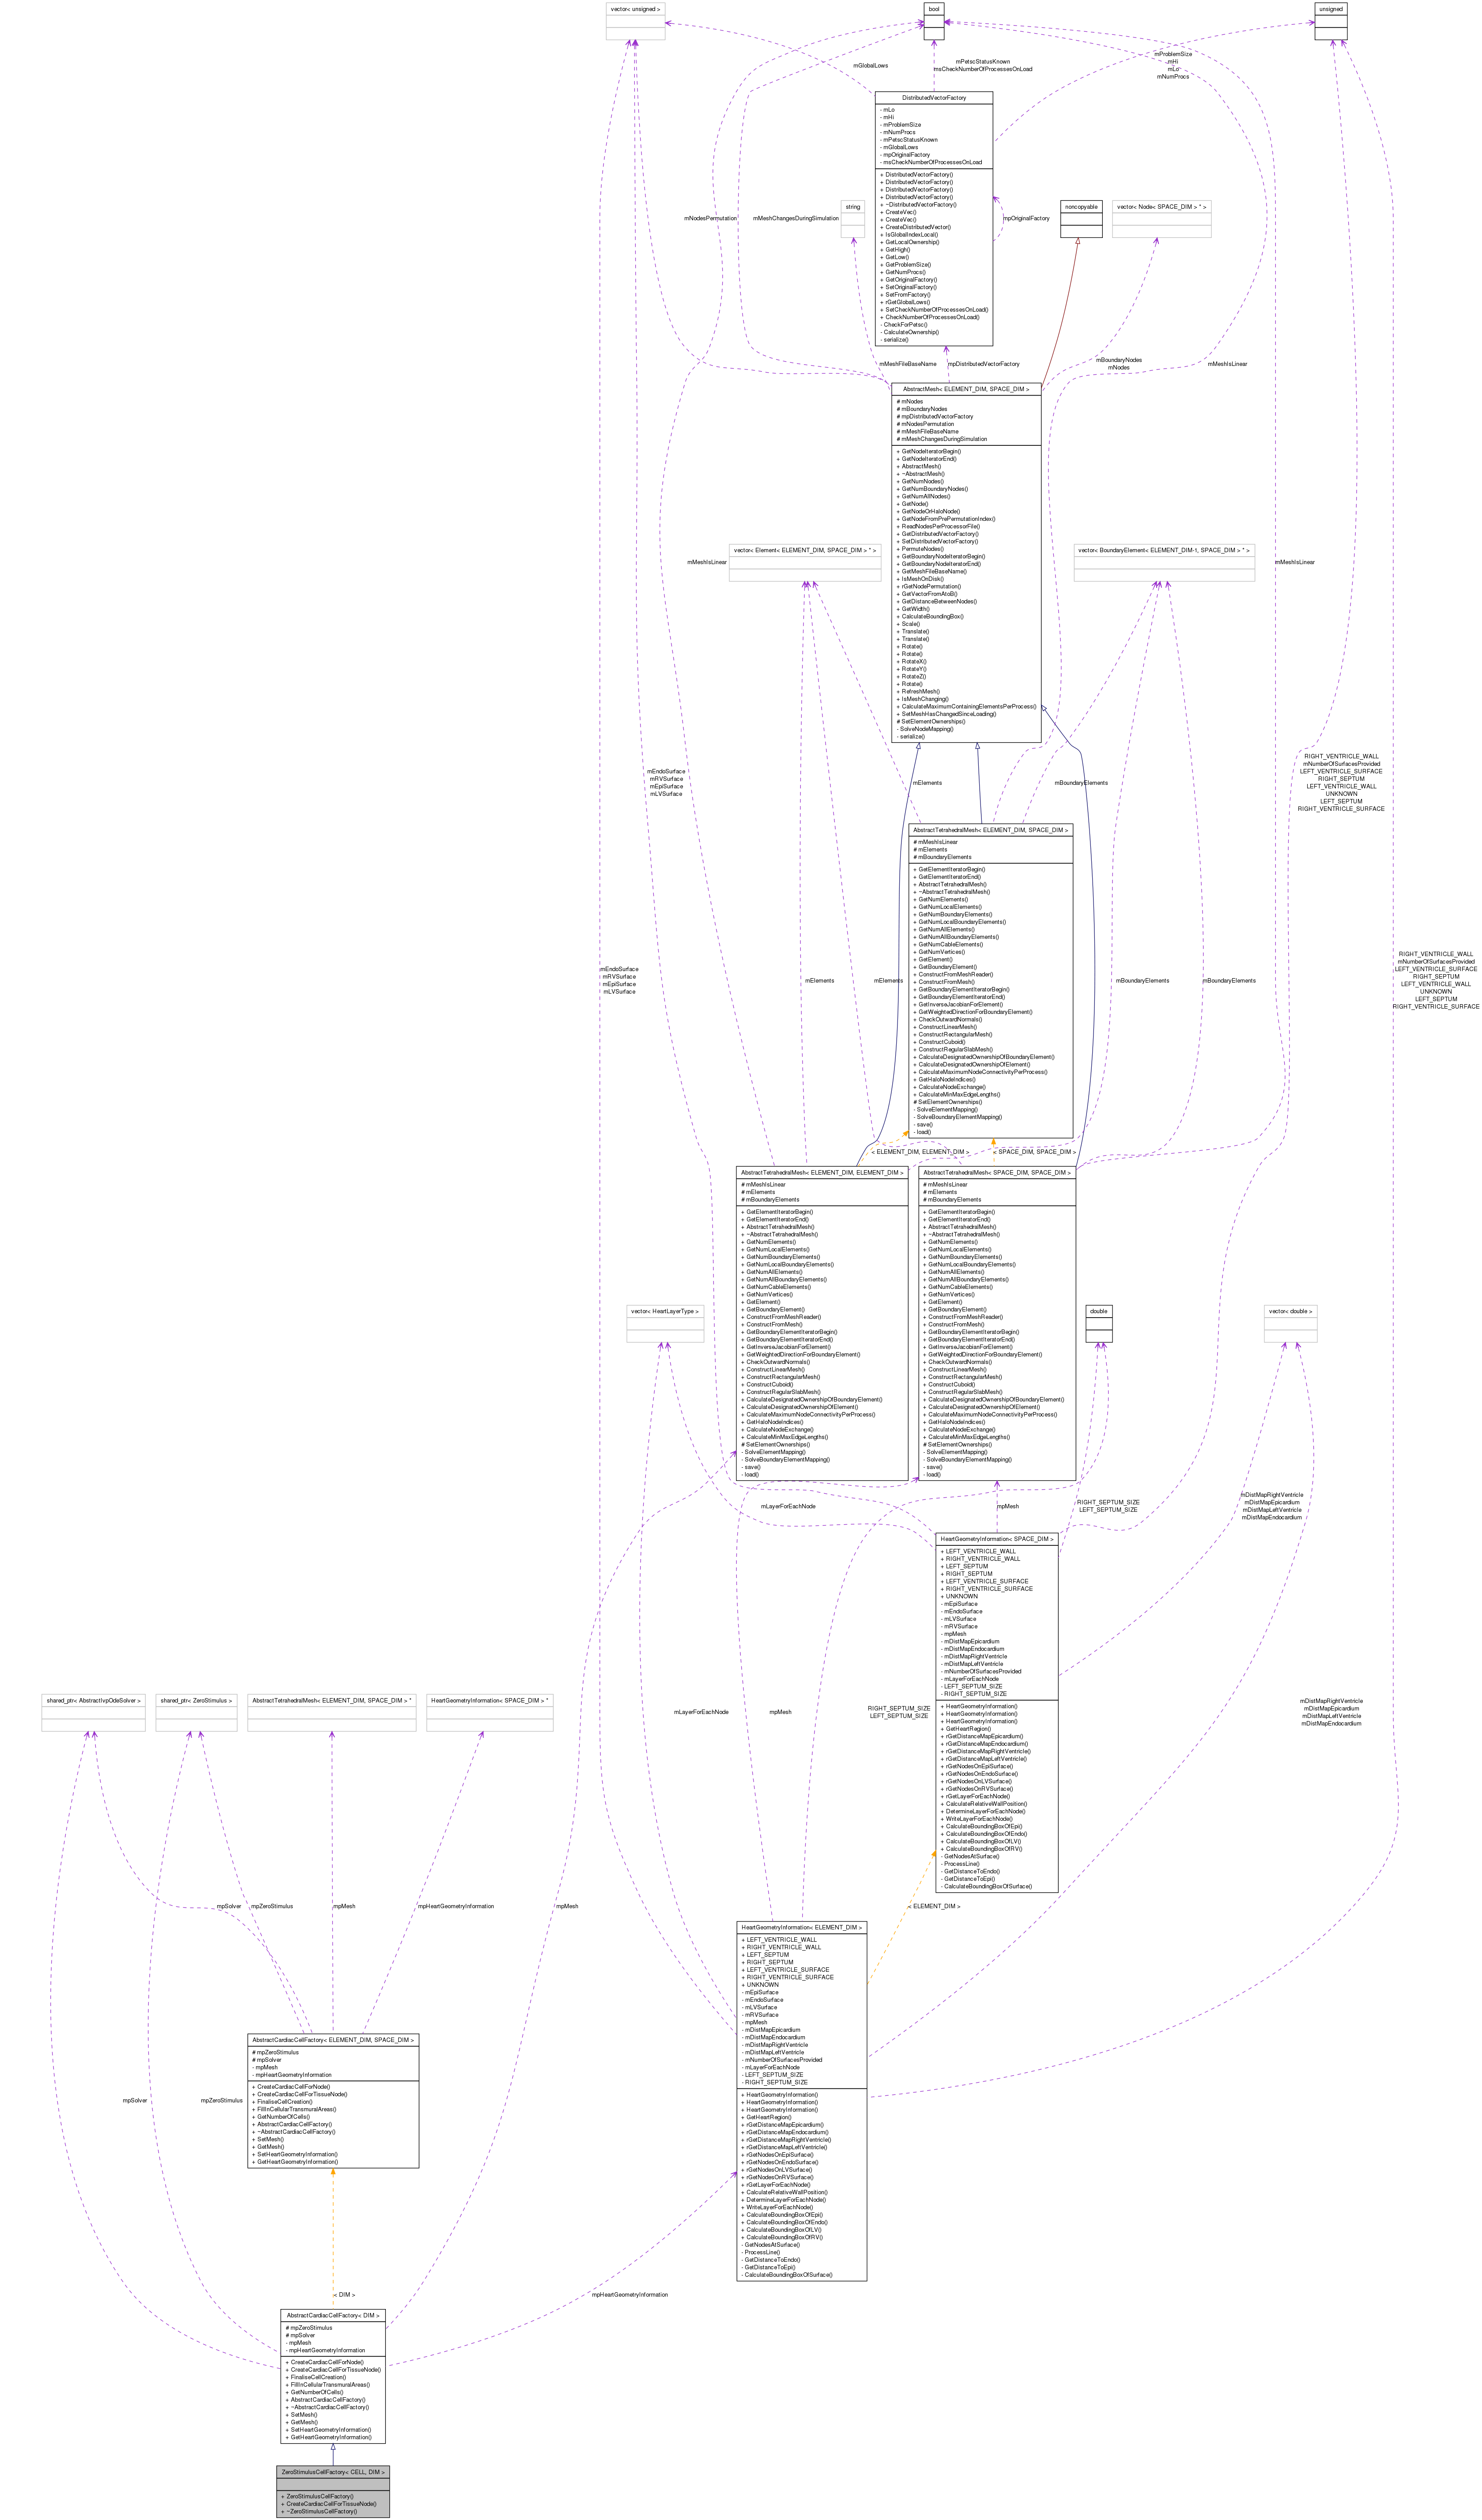 vector< unsigned >
bool
unsigned
mGlobalLows
mPetscStatusKnown
msCheckNumberOfProcessesOnLoad
mProblemSize
mHi
mLo
mNumProcs
DistributedVectorFactory
- mLo
- mHi
- mProblemSize
- mNumProcs
- mPetscStatusKnown
- mGlobalLows
- mpOriginalFactory
- msCheckNumberOfProcessesOnLoad
+ DistributedVectorFactory()
+ DistributedVectorFactory()
+ DistributedVectorFactory()
+ DistributedVectorFactory()
+ ~DistributedVectorFactory()
+ CreateVec()
+ CreateVec()
+ CreateDistributedVector()
+ IsGlobalIndexLocal()
+ GetLocalOwnership()
+ GetHigh()
+ GetLow()
+ GetProblemSize()
+ GetNumProcs()
+ GetOriginalFactory()
+ SetOriginalFactory()
+ SetFromFactory()
+ rGetGlobalLows()
+ SetCheckNumberOfProcessesOnLoad()
+ CheckNumberOfProcessesOnLoad()
- CheckForPetsc()
- CalculateOwnership()
- serialize()
string
noncopyable
vector< Node< SPACE_DIM > * >
mNodesPermutation
mMeshChangesDuringSimulation
mpOriginalFactory
mMeshFileBaseName
mpDistributedVectorFactory
mBoundaryNodes
mNodes
mMeshIsLinear
AbstractMesh< ELEMENT_DIM, SPACE_DIM >
# mNodes
# mBoundaryNodes
# mpDistributedVectorFactory
# mNodesPermutation
# mMeshFileBaseName
# mMeshChangesDuringSimulation
+ GetNodeIteratorBegin()
+ GetNodeIteratorEnd()
+ AbstractMesh()
+ ~AbstractMesh()
+ GetNumNodes()
+ GetNumBoundaryNodes()
+ GetNumAllNodes()
+ GetNode()
+ GetNodeOrHaloNode()
+ GetNodeFromPrePermutationIndex()
+ ReadNodesPerProcessorFile()
+ GetDistributedVectorFactory()
+ SetDistributedVectorFactory()
+ PermuteNodes()
+ GetBoundaryNodeIteratorBegin()
+ GetBoundaryNodeIteratorEnd()
+ GetMeshFileBaseName()
+ IsMeshOnDisk()
+ rGetNodePermutation()
+ GetVectorFromAtoB()
+ GetDistanceBetweenNodes()
+ GetWidth()
+ CalculateBoundingBox()
+ Scale()
+ Translate()
+ Translate()
+ Rotate()
+ Rotate()
+ RotateX()
+ RotateY()
+ RotateZ()
+ Rotate()
+ RefreshMesh()
+ IsMeshChanging()
+ CalculateMaximumContainingElementsPerProcess()
+ SetMeshHasChangedSinceLoading()
# SetElementOwnerships()
- SolveNodeMapping()
- serialize()
vector< Element< ELEMENT_DIM, SPACE_DIM > * >
vector< BoundaryElement< ELEMENT_DIM-1, SPACE_DIM > * >
mMeshIsLinear
mMeshIsLinear
mEndoSurface
mRVSurface
mEpiSurface
mLVSurface
mElements
mBoundaryElements
RIGHT_VENTRICLE_WALL
mNumberOfSurfacesProvided
LEFT_VENTRICLE_SURFACE
RIGHT_SEPTUM
LEFT_VENTRICLE_WALL
UNKNOWN
LEFT_SEPTUM
RIGHT_VENTRICLE_SURFACE
AbstractTetrahedralMesh< ELEMENT_DIM, SPACE_DIM >
# mMeshIsLinear
# mElements
# mBoundaryElements
+ GetElementIteratorBegin()
+ GetElementIteratorEnd()
+ AbstractTetrahedralMesh()
+ ~AbstractTetrahedralMesh()
+ GetNumElements()
+ GetNumLocalElements()
+ GetNumBoundaryElements()
+ GetNumLocalBoundaryElements()
+ GetNumAllElements()
+ GetNumAllBoundaryElements()
+ GetNumCableElements()
+ GetNumVertices()
+ GetElement()
+ GetBoundaryElement()
+ ConstructFromMeshReader()
+ ConstructFromMesh()
+ GetBoundaryElementIteratorBegin()
+ GetBoundaryElementIteratorEnd()
+ GetInverseJacobianForElement()
+ GetWeightedDirectionForBoundaryElement()
+ CheckOutwardNormals()
+ ConstructLinearMesh()
+ ConstructRectangularMesh()
+ ConstructCuboid()
+ ConstructRegularSlabMesh()
+ CalculateDesignatedOwnershipOfBoundaryElement()
+ CalculateDesignatedOwnershipOfElement()
+ CalculateMaximumNodeConnectivityPerProcess()
+ GetHaloNodeIndices()
+ CalculateNodeExchange()
+ CalculateMinMaxEdgeLengths()
# SetElementOwnerships()
- SolveElementMapping()
- SolveBoundaryElementMapping()
- save()
- load()
mEndoSurface
mRVSurface
mEpiSurface
mLVSurface
mElements
mElements
mBoundaryElements
mBoundaryElements
RIGHT_VENTRICLE_WALL
mNumberOfSurfacesProvided
LEFT_VENTRICLE_SURFACE
RIGHT_SEPTUM
LEFT_VENTRICLE_WALL
UNKNOWN
LEFT_SEPTUM
RIGHT_VENTRICLE_SURFACE
< ELEMENT_DIM, ELEMENT_DIM >
< SPACE_DIM, SPACE_DIM >
AbstractTetrahedralMesh< ELEMENT_DIM, ELEMENT_DIM >
# mMeshIsLinear
# mElements
# mBoundaryElements
+ GetElementIteratorBegin()
+ GetElementIteratorEnd()
+ AbstractTetrahedralMesh()
+ ~AbstractTetrahedralMesh()
+ GetNumElements()
+ GetNumLocalElements()
+ GetNumBoundaryElements()
+ GetNumLocalBoundaryElements()
+ GetNumAllElements()
+ GetNumAllBoundaryElements()
+ GetNumCableElements()
+ GetNumVertices()
+ GetElement()
+ GetBoundaryElement()
+ ConstructFromMeshReader()
+ ConstructFromMesh()
+ GetBoundaryElementIteratorBegin()
+ GetBoundaryElementIteratorEnd()
+ GetInverseJacobianForElement()
+ GetWeightedDirectionForBoundaryElement()
+ CheckOutwardNormals()
+ ConstructLinearMesh()
+ ConstructRectangularMesh()
+ ConstructCuboid()
+ ConstructRegularSlabMesh()
+ CalculateDesignatedOwnershipOfBoundaryElement()
+ CalculateDesignatedOwnershipOfElement()
+ CalculateMaximumNodeConnectivityPerProcess()
+ GetHaloNodeIndices()
+ CalculateNodeExchange()
+ CalculateMinMaxEdgeLengths()
# SetElementOwnerships()
- SolveElementMapping()
- SolveBoundaryElementMapping()
- save()
- load()
AbstractTetrahedralMesh< SPACE_DIM, SPACE_DIM >
# mMeshIsLinear
# mElements
# mBoundaryElements
+ GetElementIteratorBegin()
+ GetElementIteratorEnd()
+ AbstractTetrahedralMesh()
+ ~AbstractTetrahedralMesh()
+ GetNumElements()
+ GetNumLocalElements()
+ GetNumBoundaryElements()
+ GetNumLocalBoundaryElements()
+ GetNumAllElements()
+ GetNumAllBoundaryElements()
+ GetNumCableElements()
+ GetNumVertices()
+ GetElement()
+ GetBoundaryElement()
+ ConstructFromMeshReader()
+ ConstructFromMesh()
+ GetBoundaryElementIteratorBegin()
+ GetBoundaryElementIteratorEnd()
+ GetInverseJacobianForElement()
+ GetWeightedDirectionForBoundaryElement()
+ CheckOutwardNormals()
+ ConstructLinearMesh()
+ ConstructRectangularMesh()
+ ConstructCuboid()
+ ConstructRegularSlabMesh()
+ CalculateDesignatedOwnershipOfBoundaryElement()
+ CalculateDesignatedOwnershipOfElement()
+ CalculateMaximumNodeConnectivityPerProcess()
+ GetHaloNodeIndices()
+ CalculateNodeExchange()
+ CalculateMinMaxEdgeLengths()
# SetElementOwnerships()
- SolveElementMapping()
- SolveBoundaryElementMapping()
- save()
- load()
vector< HeartLayerType >
double
vector< double >
mLayerForEachNode
mpMesh
RIGHT_SEPTUM_SIZE
LEFT_SEPTUM_SIZE
mDistMapRightVentricle
mDistMapEpicardium
mDistMapLeftVentricle
mDistMapEndocardium
HeartGeometryInformation< SPACE_DIM >
+ LEFT_VENTRICLE_WALL
+ RIGHT_VENTRICLE_WALL
+ LEFT_SEPTUM
+ RIGHT_SEPTUM
+ LEFT_VENTRICLE_SURFACE
+ RIGHT_VENTRICLE_SURFACE
+ UNKNOWN
- mEpiSurface
- mEndoSurface
- mLVSurface
- mRVSurface
- mpMesh
- mDistMapEpicardium
- mDistMapEndocardium
- mDistMapRightVentricle
- mDistMapLeftVentricle
- mNumberOfSurfacesProvided
- mLayerForEachNode
- LEFT_SEPTUM_SIZE
- RIGHT_SEPTUM_SIZE
+ HeartGeometryInformation()
+ HeartGeometryInformation()
+ HeartGeometryInformation()
+ GetHeartRegion()
+ rGetDistanceMapEpicardium()
+ rGetDistanceMapEndocardium()
+ rGetDistanceMapRightVentricle()
+ rGetDistanceMapLeftVentricle()
+ rGetNodesOnEpiSurface()
+ rGetNodesOnEndoSurface()
+ rGetNodesOnLVSurface()
+ rGetNodesOnRVSurface()
+ rGetLayerForEachNode()
+ CalculateRelativeWallPosition()
+ DetermineLayerForEachNode()
+ WriteLayerForEachNode()
+ CalculateBoundingBoxOfEpi()
+ CalculateBoundingBoxOfEndo()
+ CalculateBoundingBoxOfLV()
+ CalculateBoundingBoxOfRV()
- GetNodesAtSurface()
- ProcessLine()
- GetDistanceToEndo()
- GetDistanceToEpi()
- CalculateBoundingBoxOfSurface()
shared_ptr< AbstractIvpOdeSolver >
shared_ptr< ZeroStimulus >
AbstractTetrahedralMesh< ELEMENT_DIM, SPACE_DIM > *
HeartGeometryInformation< SPACE_DIM > *
mLayerForEachNode
mpMesh
RIGHT_SEPTUM_SIZE
LEFT_SEPTUM_SIZE
mDistMapRightVentricle
mDistMapEpicardium
mDistMapLeftVentricle
mDistMapEndocardium
mpSolver
mpZeroStimulus
mpMesh
mpHeartGeometryInformation
mpMesh
< ELEMENT_DIM >
HeartGeometryInformation< ELEMENT_DIM >
+ LEFT_VENTRICLE_WALL
+ RIGHT_VENTRICLE_WALL
+ LEFT_SEPTUM
+ RIGHT_SEPTUM
+ LEFT_VENTRICLE_SURFACE
+ RIGHT_VENTRICLE_SURFACE
+ UNKNOWN
- mEpiSurface
- mEndoSurface
- mLVSurface
- mRVSurface
- mpMesh
- mDistMapEpicardium
- mDistMapEndocardium
- mDistMapRightVentricle
- mDistMapLeftVentricle
- mNumberOfSurfacesProvided
- mLayerForEachNode
- LEFT_SEPTUM_SIZE
- RIGHT_SEPTUM_SIZE
+ HeartGeometryInformation()
+ HeartGeometryInformation()
+ HeartGeometryInformation()
+ GetHeartRegion()
+ rGetDistanceMapEpicardium()
+ rGetDistanceMapEndocardium()
+ rGetDistanceMapRightVentricle()
+ rGetDistanceMapLeftVentricle()
+ rGetNodesOnEpiSurface()
+ rGetNodesOnEndoSurface()
+ rGetNodesOnLVSurface()
+ rGetNodesOnRVSurface()
+ rGetLayerForEachNode()
+ CalculateRelativeWallPosition()
+ DetermineLayerForEachNode()
+ WriteLayerForEachNode()
+ CalculateBoundingBoxOfEpi()
+ CalculateBoundingBoxOfEndo()
+ CalculateBoundingBoxOfLV()
+ CalculateBoundingBoxOfRV()
- GetNodesAtSurface()
- ProcessLine()
- GetDistanceToEndo()
- GetDistanceToEpi()
- CalculateBoundingBoxOfSurface()
AbstractCardiacCellFactory< ELEMENT_DIM, SPACE_DIM >
# mpZeroStimulus
# mpSolver
- mpMesh
- mpHeartGeometryInformation
+ CreateCardiacCellForNode()
+ CreateCardiacCellForTissueNode()
+ FinaliseCellCreation()
+ FillInCellularTransmuralAreas()
+ GetNumberOfCells()
+ AbstractCardiacCellFactory()
+ ~AbstractCardiacCellFactory()
+ SetMesh()
+ GetMesh()
+ SetHeartGeometryInformation()
+ GetHeartGeometryInformation()
mpSolver
mpZeroStimulus
< DIM >
mpHeartGeometryInformation
AbstractCardiacCellFactory< DIM >
# mpZeroStimulus
# mpSolver
- mpMesh
- mpHeartGeometryInformation
+ CreateCardiacCellForNode()
+ CreateCardiacCellForTissueNode()
+ FinaliseCellCreation()
+ FillInCellularTransmuralAreas()
+ GetNumberOfCells()
+ AbstractCardiacCellFactory()
+ ~AbstractCardiacCellFactory()
+ SetMesh()
+ GetMesh()
+ SetHeartGeometryInformation()
+ GetHeartGeometryInformation()
ZeroStimulusCellFactory< CELL, DIM >
+ ZeroStimulusCellFactory()
+ CreateCardiacCellForTissueNode()
+ ~ZeroStimulusCellFactory()